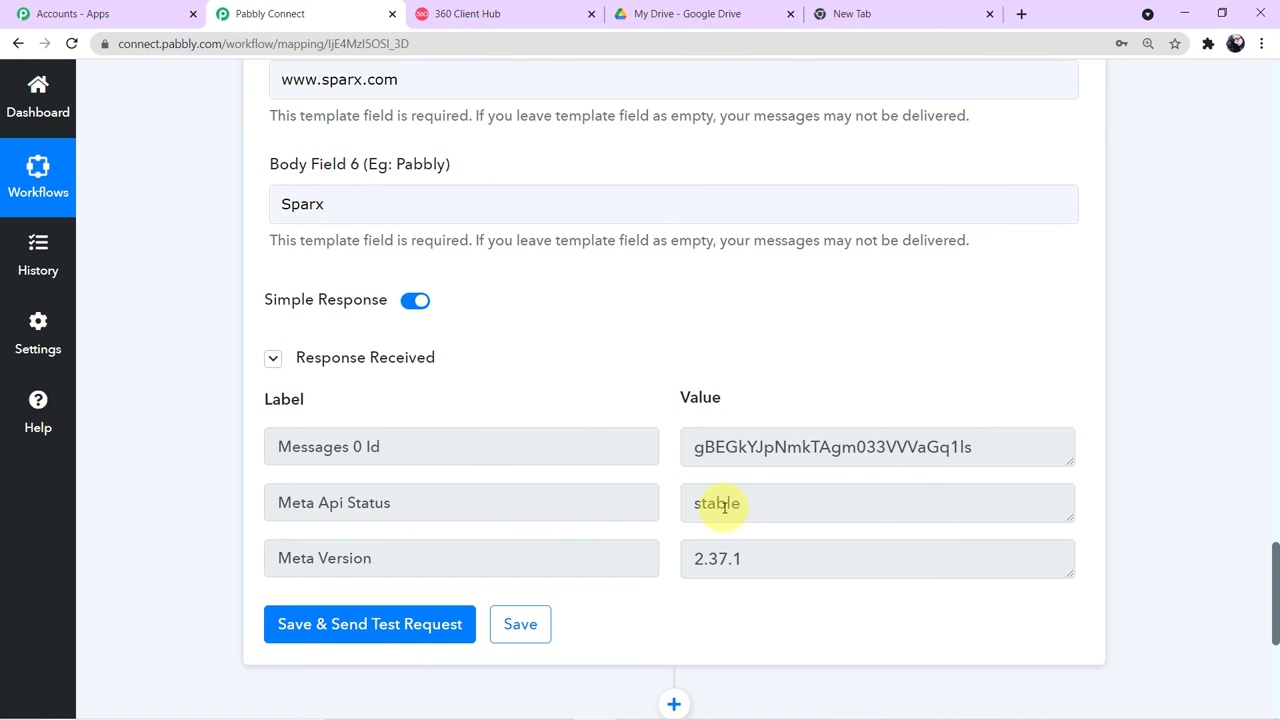 Accounts - Apps
Pabbly Connect
360 Client Hub
My Drive - Google Drive
New Tab
connect.pabbly.com/workflow/mapping/IjE4MzI5OSI_3D
Dashboard
Workflows
History
Settings
Help
www.sparx.com
This template field is required. If you leave template field as empty, your messages may not be delivered.
Body Field 6 (Eg: Pabbly)
Sparx
This template field is required. If you leave template field as empty, your messages may not be delivered.
Simple Response
Response Received
Label Value
Messages 0 Id gBEGkYJpNmkTAgm033VVVaGq1ls
Meta Api Status stable
Meta Version 2.37.1
Save & Send Test Request Save